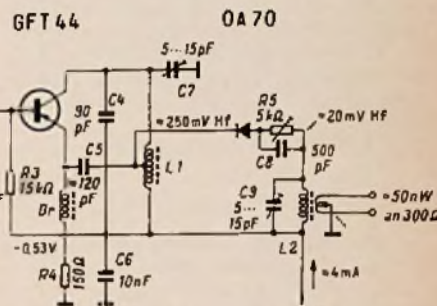 GFT 44
OA 70
5...15pF
C7
90 pF
C4
R5
5kΩ
≈20mV Hf
≈250mV Hf
C8
500 pF
C5
≈120 pF
L1
R3
15kΩ
Dr
C9
5... 15pF
≈50nW
an 300Ω
-0,53V
L2
R4
150Ω
C6
10nF
≈4mA